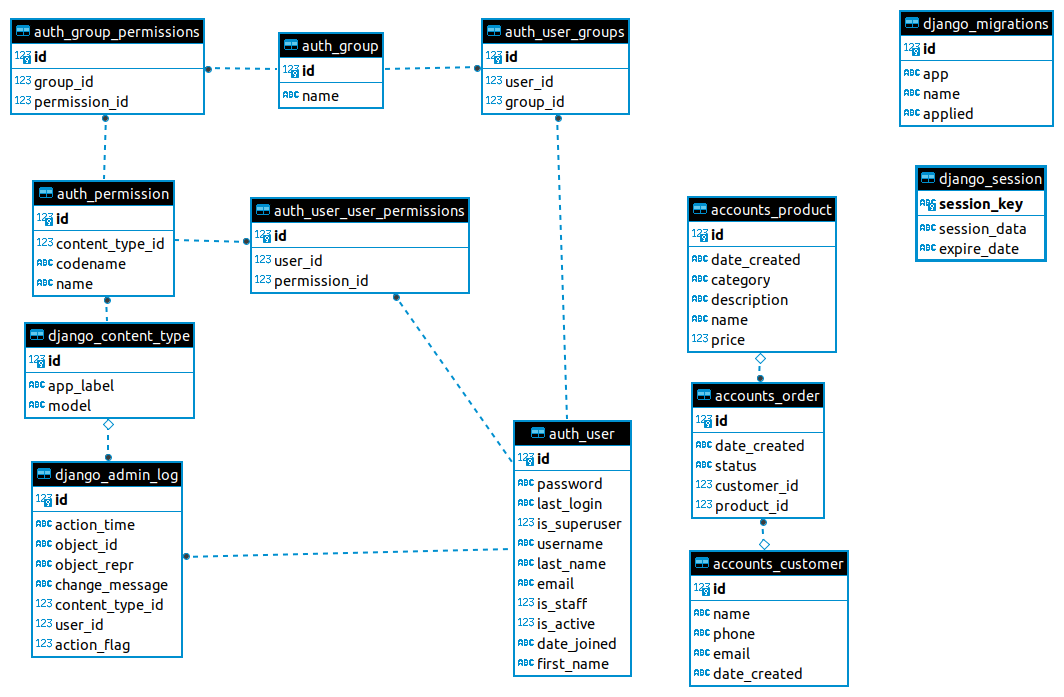 auth_group_permissions
123 id
123 group_id
123 permission_id
auth_group
123 id
ABC name
auth_user_groups
123 id
123 user_id
123 group_id
django_migrations
123 id
ABC app
ABC name
ABC applied
django_session
ABC session_key
ABC session_data
ABC expire_date
auth_permission
123 id
123 content_type_id
ABC codename
ABC name
auth_user_user_permissions
123 id
123 user_id
123 permission_id
accounts_product
123 id
ABC date_created
ABC category
ABC description
ABC name
123 price
django_content_type
123 id
ABC app_label
ABC model
accounts_order
123 id
ABC date_created
ABC status
123 customer_id
123 product_id
django_admin_log
123 id
ABC action_time
ABC object_id
ABC object_repr
ABC change_message
123 content_type_id
123 user_id
123 action_flag
auth_user
123 id
ABC password
ABC last_login
123 is_superuser
ABC username
ABC last_name
ABC email
123 is_staff
123 is_active
ABC date_joined
ABC first_name
accounts_customer
123 id
ABC name
ABC phone
ABC email
ABC date_created